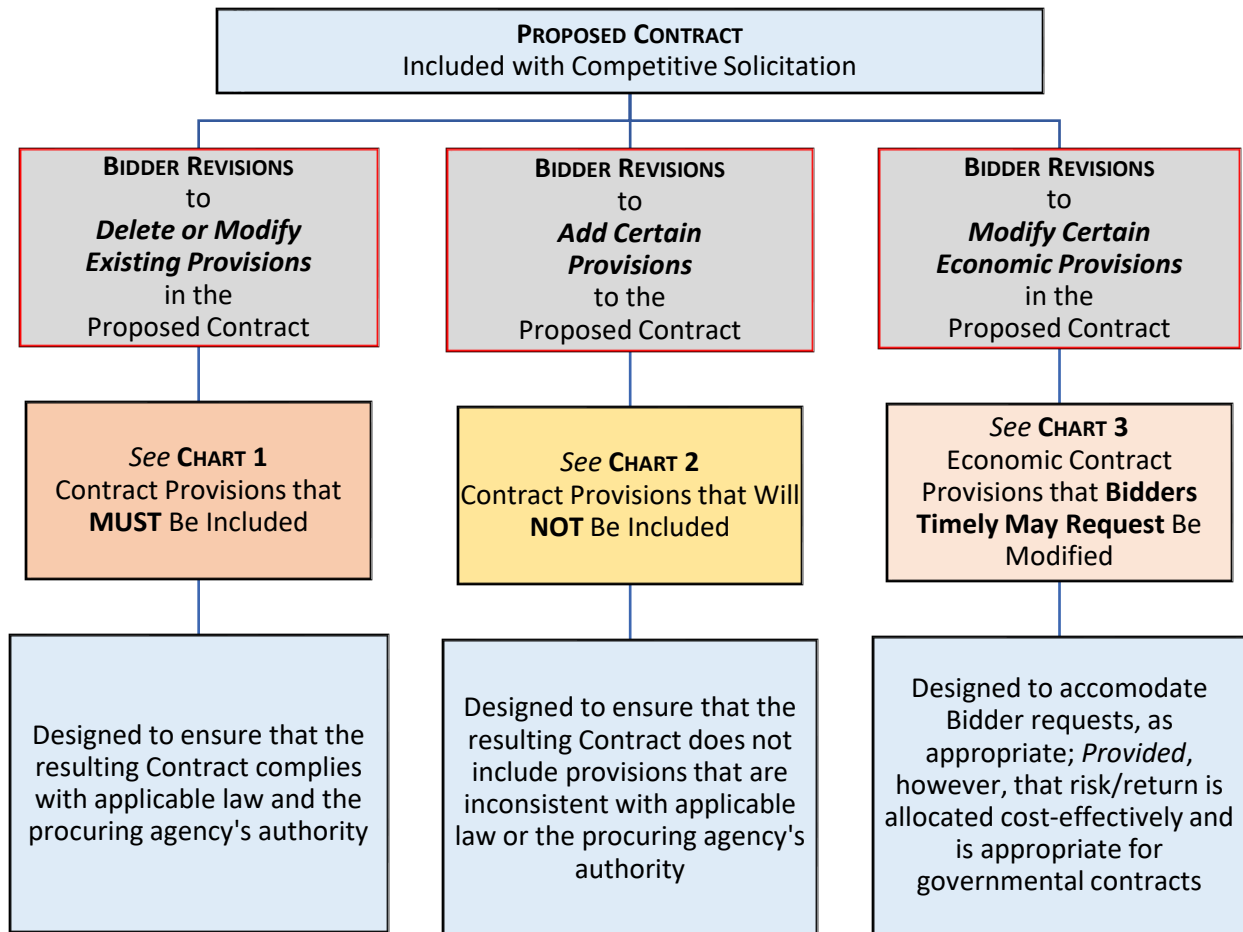 PROPOSED CONTRACT
Included with Competitive Solicitation
BIDDER REVISIONS
to
Delete or Modify
Existing Provisions
in the
Proposed Contract
BIDDER REVISIONS
to
Add Certain
Provisions
to the
Proposed Contract
BIDDER REVISIONS
to
Modify Certain
Economic Provisions
in the
Proposed Contract
See CHART 1
Contract Provisions that
MUST Be Included
See CHART 2
Contract Provisions that Will
NOT Be Included
See CHART 3
Economic Contract
Provisions that Bidders
Timely May Request Be
Modified
Designed to ensure that the
resulting Contract complies
with applicable law and the
procuring agency's authority
Designed to ensure that the
resulting Contract does not
include provisions that are
inconsistent with applicable
law or the procuring agency's
authority
Designed to accomodate
Bidder requests, as
appropriate; Provided,
however, that risk/return is
allocated cost-effectively and
is appropriate for
governmental contracts